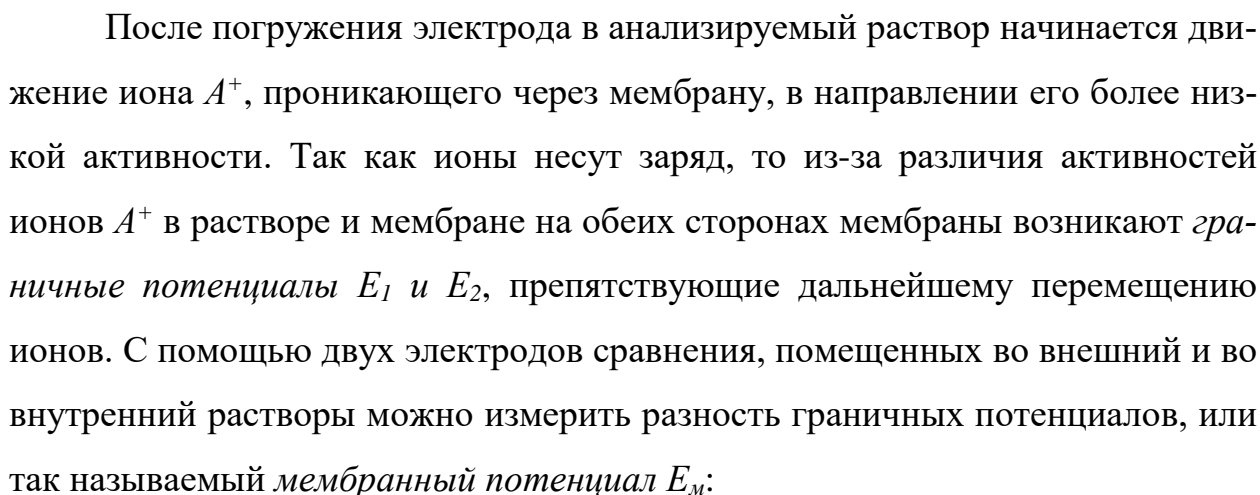 После погружения электрода в анализируемый раствор начинается дви-
жение иона A⁺, проникающего через мембрану, в направлении его более низ-
кой активности. Так как ионы несут заряд, то из-за различия активностей
ионов A⁺ в растворе и мембране на обеих сторонах мембраны возникают гра-
ничные потенциалы E₁ и E₂, препятствующие дальнейшему перемещению
ионов. С помощью двух электродов сравнения, помещенных во внешний и во
внутренний растворы можно измерить разность граничных потенциалов, или
так называемый мембранный потенциал Eм: